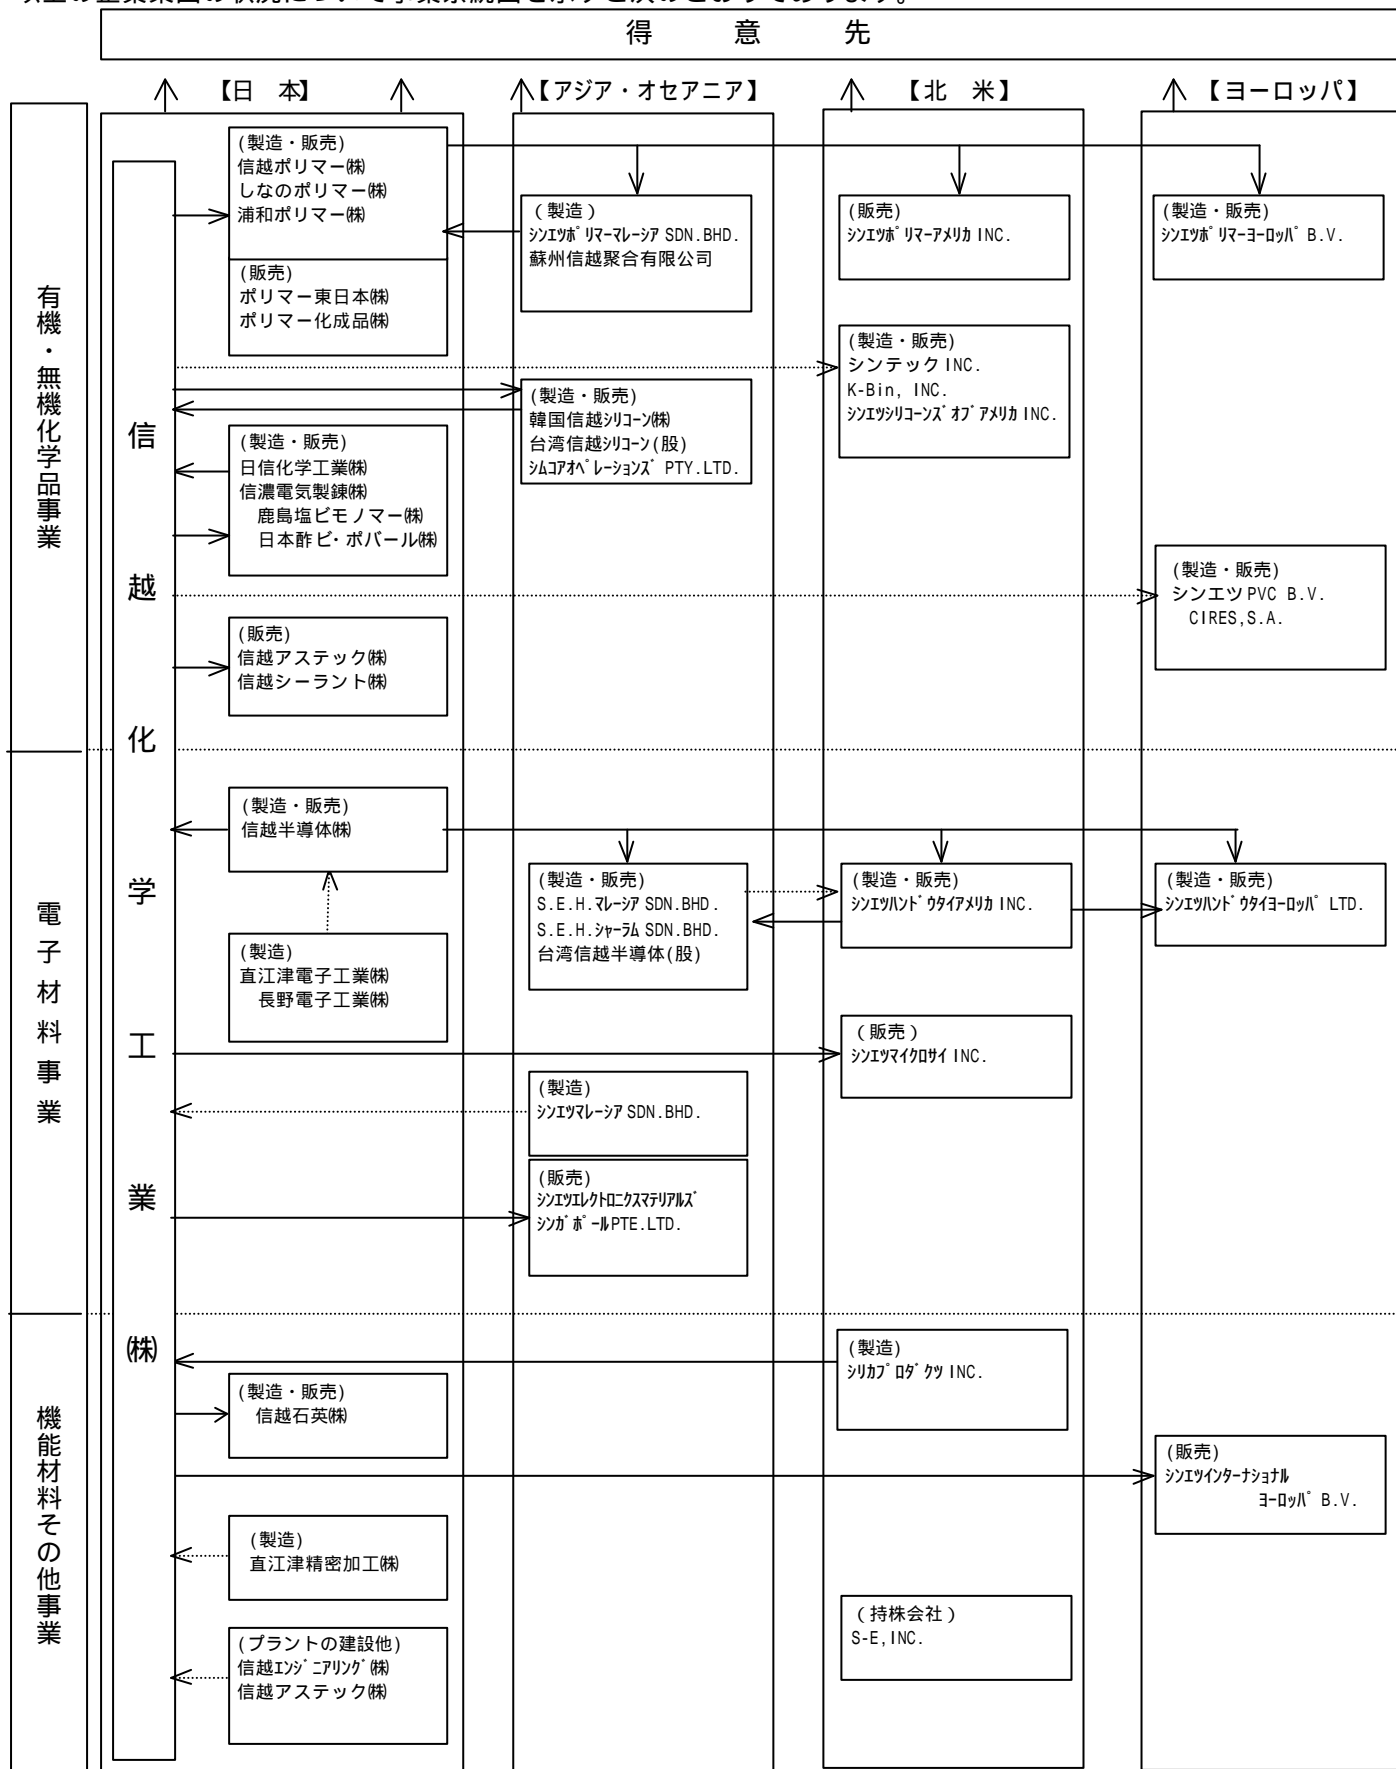 得意先
【日 本】
【アジア・オセアニア】
【北 米】
【ヨーロッパ】
有機・無機化学品事業
電子材料事業
機能材料その他事業
信越化学工業㈱
(製造・販売)
信越ポリマー㈱
しなのポリマー㈱
浦和ポリマー㈱
(販売)
ポリマー東日本㈱
ポリマー化成品㈱
(製造)
シンエツポリマーマレーシア SDN.BHD.
蘇州信越聚合有限公司
(販売)
シンエツポリマーアメリカ INC.
(製造・販売)
シンエツポリマーヨーロッパ B.V.
(製造・販売)
シンテック INC.
K-Bin, INC.
シンエツシリコーンズオブアメリカ INC.
(製造・販売)
韓国信越シリコーン㈱
台湾信越シリコーン(股)
シムコアオペレーションズ PTY.LTD.
(製造・販売)
日信化学工業㈱
信濃電気製錬㈱
鹿島塩ビモノマー㈱
日本酢ビ・ポバール㈱
(製造・販売)
シンエツ PVC B.V.
CIRES,S.A.
(販売)
信越アステック㈱
信越シーラント㈱
(製造・販売)
信越半導体㈱
(製造)
直江津電子工業㈱
長野電子工業㈱
(製造・販売)
S.E.H.マレーシア SDN.BHD.
S.E.H.シャーラム SDN.BHD.
台湾信越半導体(股)
(製造・販売)
シンエツハンドウタイアメリカ INC.
(製造・販売)
シンエツハンドウタイヨーロッパ LTD.
(販売)
シンエツマイクロサイ INC.
(製造)
シンエツマレーシア SDN.BHD.
(販売)
シンエツエレクトロニクスマテリアルズ
シンガポールPTE.LTD.
(製造)
シリカプロダクツ INC.
(製造・販売)
信越石英㈱
(販売)
シンエツインターナショナル
ヨーロッパ B.V.
(製造)
直江津精密加工㈱
(持株会社)
S-E,INC.
(プラントの建設他)
信越エンジニアリング㈱
信越アステック㈱